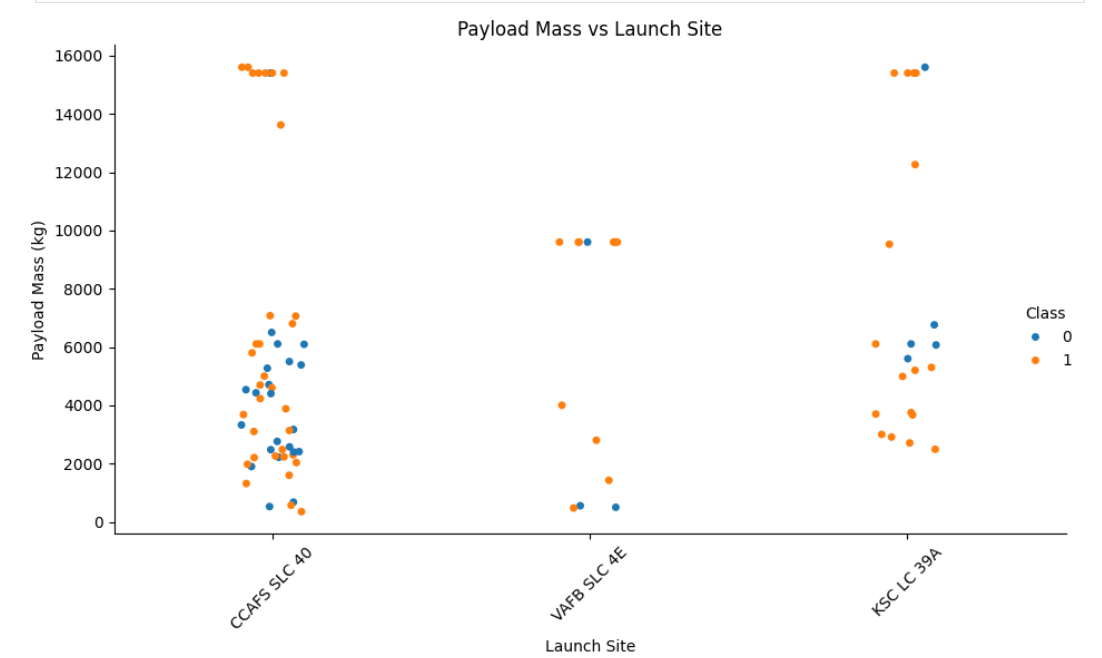 Payload Mass vs Launch Site
16000
14000
12000
10000
8000
6000
4000
2000
0
Payload Mass (kg)
CCAFS SLC 40
VAFB SLC 4E
KSC LC 39A
Launch Site
Class
0
1